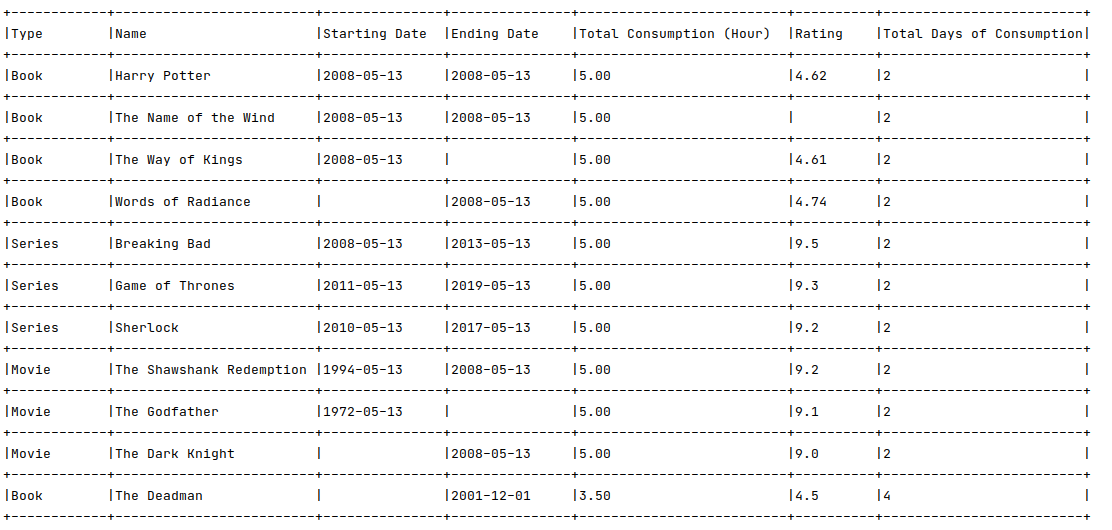 +------------+-------------------------+---------------+---------------+--------------------------+----------+-------------------------+
|Type        |Name                     |Starting Date  |Ending Date    |Total Consumption (Hour)  |Rating    |Total Days of Consumption|
+------------+-------------------------+---------------+---------------+--------------------------+----------+-------------------------+
|Book        |Harry Potter             |2008-05-13     |2008-05-13     |5.00                      |4.62      |2                        |
+------------+-------------------------+---------------+---------------+--------------------------+----------+-------------------------+
|Book        |The Name of the Wind     |2008-05-13     |2008-05-13     |5.00                      |          |2                        |
+------------+-------------------------+---------------+---------------+--------------------------+----------+-------------------------+
|Book        |The Way of Kings         |2008-05-13     |               |5.00                      |4.61      |2                        |
+------------+-------------------------+---------------+---------------+--------------------------+----------+-------------------------+
|Book        |Words of Radiance        |               |2008-05-13     |5.00                      |4.74      |2                        |
+------------+-------------------------+---------------+---------------+--------------------------+----------+-------------------------+
|Series      |Breaking Bad             |2008-05-13     |2013-05-13     |5.00                      |9.5       |2                        |
+------------+-------------------------+---------------+---------------+--------------------------+----------+-------------------------+
|Series      |Game of Thrones          |2011-05-13     |2019-05-13     |5.00                      |9.3       |2                        |
+------------+-------------------------+---------------+---------------+--------------------------+----------+-------------------------+
|Series      |Sherlock                 |2010-05-13     |2017-05-13     |5.00                      |9.2       |2                        |
+------------+-------------------------+---------------+---------------+--------------------------+----------+-------------------------+
|Movie       |The Shawshank Redemption |1994-05-13     |2008-05-13     |5.00                      |9.2       |2                        |
+------------+-------------------------+---------------+---------------+--------------------------+----------+-------------------------+
|Movie       |The Godfather            |1972-05-13     |               |5.00                      |9.1       |2                        |
+------------+-------------------------+---------------+---------------+--------------------------+----------+-------------------------+
|Movie       |The Dark Knight          |               |2008-05-13     |5.00                      |9.0       |2                        |
+------------+-------------------------+---------------+---------------+--------------------------+----------+-------------------------+
|Book        |The Deadman              |               |2001-12-01     |3.50                      |4.5       |4                        |
+------------+-------------------------+---------------+---------------+--------------------------+----------+-------------------------+